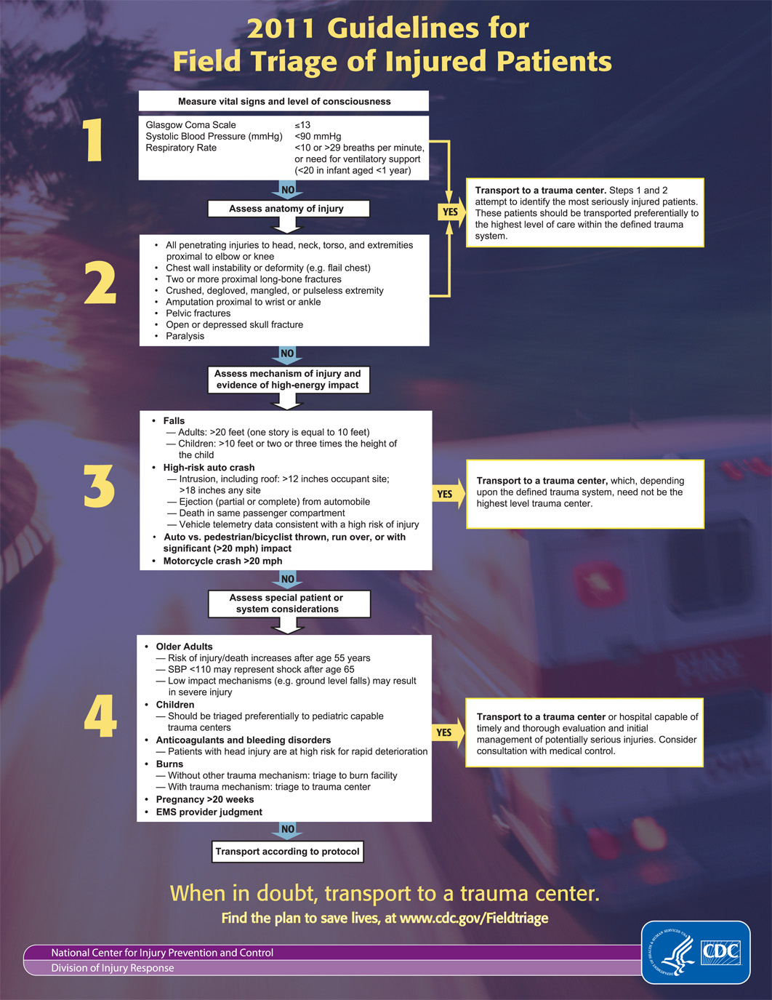 2011 Guidelines for
Field Triage of Injured Patients
1
Measure vital signs and level of consciousness
Glasgow Coma Scale ≤13
Systolic Blood Pressure (mmHg) <90 mmHg
Respiratory Rate <10 or >29 breaths per minute,
or need for ventilatory support
(<20 in infant aged <1 year)
NO
Assess anatomy of injury
YES
Transport to a trauma center. Steps 1 and 2
attempt to identify the most seriously injured patients.
These patients should be transported preferentially to
the highest level of care within the defined trauma
system.
2
• All penetrating injuries to head, neck, torso, and extremities
proximal to elbow or knee
• Chest wall instability or deformity (e.g. flail chest)
• Two or more proximal long-bone fractures
• Crushed, degloved, mangled, or pulseless extremity
• Amputation proximal to wrist or ankle
• Pelvic fractures
• Open or depressed skull fracture
• Paralysis
NO
Assess mechanism of injury and
evidence of high-energy impact
3
• Falls
— Adults: >20 feet (one story is equal to 10 feet)
— Children: >10 feet or two or three times the height of
the child
• High-risk auto crash
— Intrusion, including roof: >12 inches occupant site;
>18 inches any site
— Ejection (partial or complete) from automobile
— Death in same passenger compartment
— Vehicle telemetry data consistent with a high risk of injury
• Auto vs. pedestrian/bicyclist thrown, run over, or with
significant (>20 mph) impact
• Motorcycle crash >20 mph
YES
Transport to a trauma center, which, depending
upon the defined trauma system, need not be the
highest level trauma center.
NO
Assess special patient or
system considerations
4
• Older Adults
— Risk of injury/death increases after age 55 years
— SBP <110 may represent shock after age 65
— Low impact mechanisms (e.g. ground level falls) may result
in severe injury
• Children
— Should be triaged preferentially to pediatric capable
trauma centers
• Anticoagulants and bleeding disorders
— Patients with head injury are at high risk for rapid deterioration
• Burns
— Without other trauma mechanism: triage to burn facility
— With trauma mechanism: triage to trauma center
• Pregnancy >20 weeks
• EMS provider judgment
YES
Transport to a trauma center or hospital capable of
timely and thorough evaluation and initial
management of potentially serious injuries. Consider
consultation with medical control.
NO
Transport according to protocol
When in doubt, transport to a trauma center.
Find the plan to save lives, at www.cdc.gov/Fieldtriage
National Center for Injury Prevention and Control
Division of Injury Response
DEPARTMENT OF HEALTH & HUMAN SERVICES USA
CDC